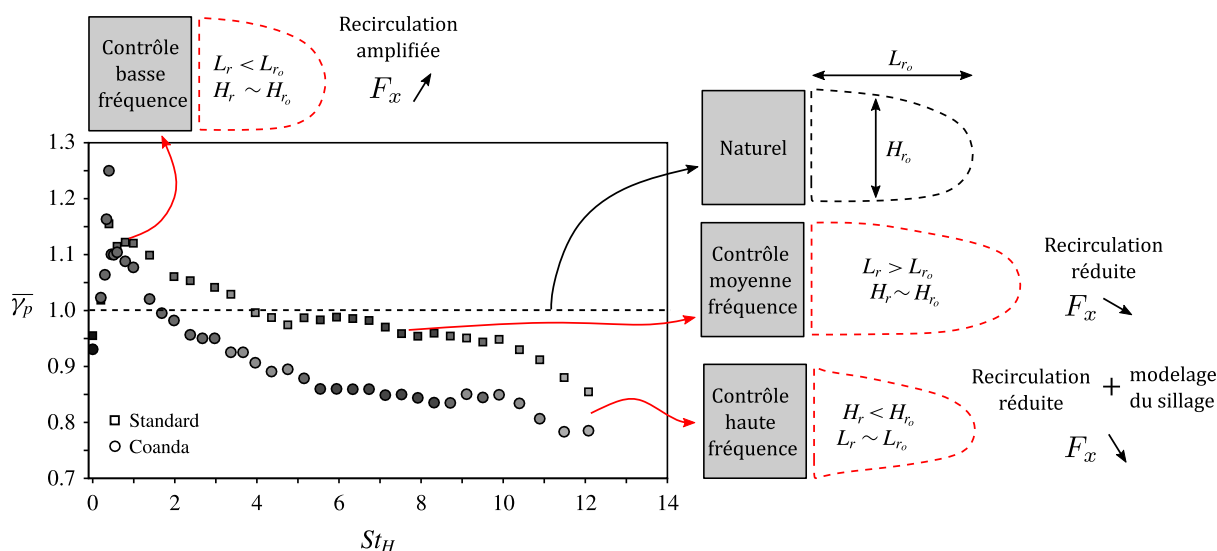 Contrôle
basse
fréquence
L_r < L_{r_o}
H_r ~ H_{r_o}
Recirculation
amplifiée
F_x ↗
L_{r_o}
Naturel
H_{r_o}
Contrôle
moyenne
fréquence
L_r > L_{r_o}
H_r ~ H_{r_o}
Recirculation
réduite
F_x ↘
Contrôle
haute
fréquence
H_r < H_{r_o}
L_r ~ L_{r_o}
Recirculation
réduite
+
modelage
du sillage
F_x ↘
1.3
1.2
1.1
1.0
0.9
0.8
0.7
\overline{γ_p}
Standard
Coanda
0 2 4 6 8 10 12 14
St_H